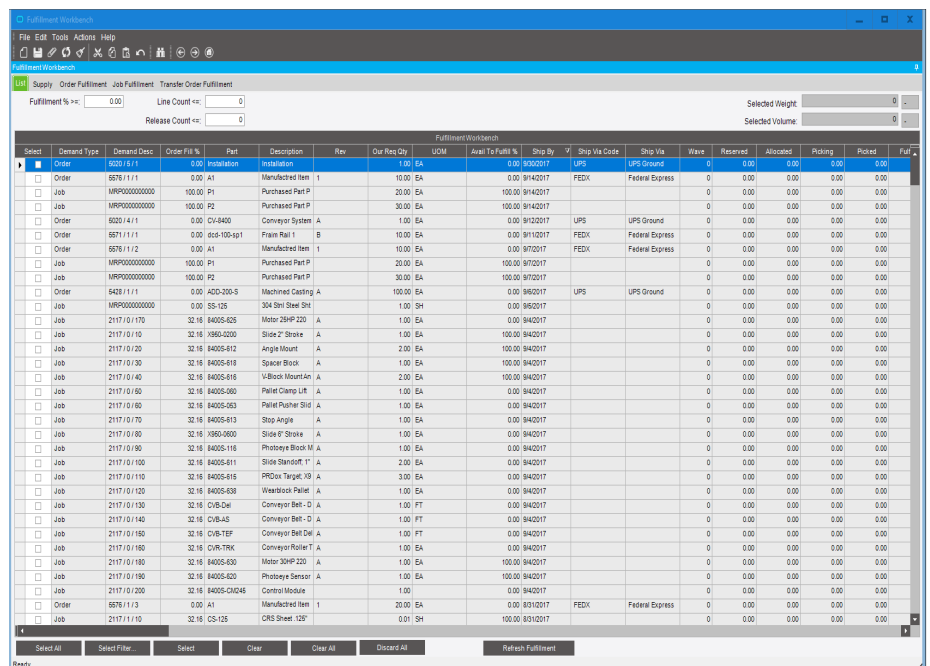 Fulfillment Workbench
File Edit Tools Actions Help
Fulfillment Workbench
List Supply Order Fulfillment Job Fulfillment Transfer Order Fulfillment
Fulfillment % >=: 0.00 Line Count <=: 0 Selected Weight: 0 ..
Release Count <=: 0 Selected Volume: 0 ..
Fulfillment Workbench
Select Demand Type Demand Desc Order Fill % Part Description Rev Our Req Qty UOM Avail To Fulfill % Ship By Ship Via Code Ship Via Wave Reserved Allocated Picking Picked Fulf
Order 5020 / 5 / 1 0.00 Installation Installation 1.00 EA 0.00 9/30/2017 UPS UPS Ground 0 0.00 0.00 0.00 0.00
Order 5576 / 1 / 1 0.00 A1 Manufactred Item 1 10.00 EA 0.00 9/14/2017 FEDX Federal Express 0 0.00 0.00 0.00 0.00
Job MRP0000000000 100.00 P1 Purchased Part P 20.00 EA 100.00 9/14/2017 0 0.00 0.00 0.00 0.00
Job MRP0000000000 100.00 P2 Purchased Part P 30.00 EA 100.00 9/14/2017 0 0.00 0.00 0.00 0.00
Order 5020 / 4 / 1 0.00 CV-8400 Conveyor System A 1.00 EA 0.00 9/12/2017 UPS UPS Ground 0 0.00 0.00 0.00 0.00
Order 5571 / 1 / 1 0.00 dcd-100-sp1 Fraim Rail 1 B 10.00 EA 0.00 9/11/2017 FEDX Federal Express 0 0.00 0.00 0.00 0.00
Order 5576 / 1 / 2 0.00 A1 Manufactred Item 1 10.00 EA 0.00 9/7/2017 FEDX Federal Express 0 0.00 0.00 0.00 0.00
Job MRP0000000000 100.00 P1 Purchased Part P 20.00 EA 100.00 9/7/2017 0 0.00 0.00 0.00 0.00
Job MRP0000000000 100.00 P2 Purchased Part P 30.00 EA 100.00 9/7/2017 0 0.00 0.00 0.00 0.00
Order 5428 / 1 / 1 0.00 ADD-200-S Machined Casting A 100.00 EA 0.00 9/6/2017 UPS UPS Ground 0 0.00 0.00 0.00 0.00
Job MRP0000000000 0.00 SS-125 304 Stnl Steel Sht 1.00 SH 0.00 9/5/2017 0 0.00 0.00 0.00 0.00
Job 2117 / 0 / 170 32.16 8400S-625 Motor 25HP 220 A 1.00 EA 0.00 9/4/2017 0 0.00 0.00 0.00 0.00
Job 2117 / 0 / 10 32.16 X950-0200 Slide 2" Stroke A 1.00 EA 100.00 9/4/2017 0 0.00 0.00 0.00 0.00
Job 2117 / 0 / 20 32.16 8400S-612 Angle Mount A 2.00 EA 100.00 9/4/2017 0 0.00 0.00 0.00 0.00
Job 2117 / 0 / 30 32.16 8400S-618 Spacer Block A 1.00 EA 100.00 9/4/2017 0 0.00 0.00 0.00 0.00
Job 2117 / 0 / 40 32.16 8400S-616 V-Block Mount An A 2.00 EA 100.00 9/4/2017 0 0.00 0.00 0.00 0.00
Job 2117 / 0 / 50 32.16 8400S-060 Pallet Clamp Lift A 1.00 EA 0.00 9/4/2017 0 0.00 0.00 0.00 0.00
Job 2117 / 0 / 60 32.16 8400S-053 Pallet Pusher Slid A 1.00 EA 0.00 9/4/2017 0 0.00 0.00 0.00 0.00
Job 2117 / 0 / 70 32.16 8400S-613 Stop Angle A 1.00 EA 0.00 9/4/2017 0 0.00 0.00 0.00 0.00
Job 2117 / 0 / 80 32.16 X950-0600 Slide 6" Stroke A 1.00 EA 0.00 9/4/2017 0 0.00 0.00 0.00 0.00
Job 2117 / 0 / 90 32.16 8400S-116 Photoeye Block M A 1.00 EA 0.00 9/4/2017 0 0.00 0.00 0.00 0.00
Job 2117 / 0 / 100 32.16 8400S-611 Slide Standoff; 1" A 2.00 EA 0.00 9/4/2017 0 0.00 0.00 0.00 0.00
Job 2117 / 0 / 110 32.16 8400S-615 PRDox Target; X9 A 3.00 EA 0.00 9/4/2017 0 0.00 0.00 0.00 0.00
Job 2117 / 0 / 120 32.16 8400S-638 Wearblock Pallet A 1.00 EA 0.00 9/4/2017 0 0.00 0.00 0.00 0.00
Job 2117 / 0 / 130 32.16 CVB-Del Conveyor Belt - D A 1.00 FT 0.00 9/4/2017 0 0.00 0.00 0.00 0.00
Job 2117 / 0 / 140 32.16 CVB-AS Conveyor Belt - D A 1.00 FT 0.00 9/4/2017 0 0.00 0.00 0.00 0.00
Job 2117 / 0 / 150 32.16 CVB-TEF Conveyor Belt Del A 1.00 FT 0.00 9/4/2017 0 0.00 0.00 0.00 0.00
Job 2117 / 0 / 160 32.16 CVR-TRK Conveyor Roller T A 1.00 EA 0.00 9/4/2017 0 0.00 0.00 0.00 0.00
Job 2117 / 0 / 180 32.16 8400S-630 Motor 30HP 220 A 1.00 EA 100.00 9/4/2017 0 0.00 0.00 0.00 0.00
Job 2117 / 0 / 190 32.16 8400S-620 Photoeye Sensor A 1.00 EA 100.00 9/4/2017 0 0.00 0.00 0.00 0.00
Job 2117 / 0 / 200 32.16 8400S-CM245 Control Module 1.00 0.00 9/4/2017 0 0.00 0.00 0.00 0.00
Order 5576 / 1 / 3 0.00 A1 Manufactred Item 1 20.00 EA 0.00 8/31/2017 FEDX Federal Express 0 0.00 0.00 0.00 0.00
Job 2117 / 1 / 10 32.16 CS-125 CRS Sheet .125" 0.01 SH 100.00 8/31/2017 0 0.00 0.00 0.00 0.00
Select All Select Filter... Select Clear Clear All Discard All Refresh Fulfillment
Ready